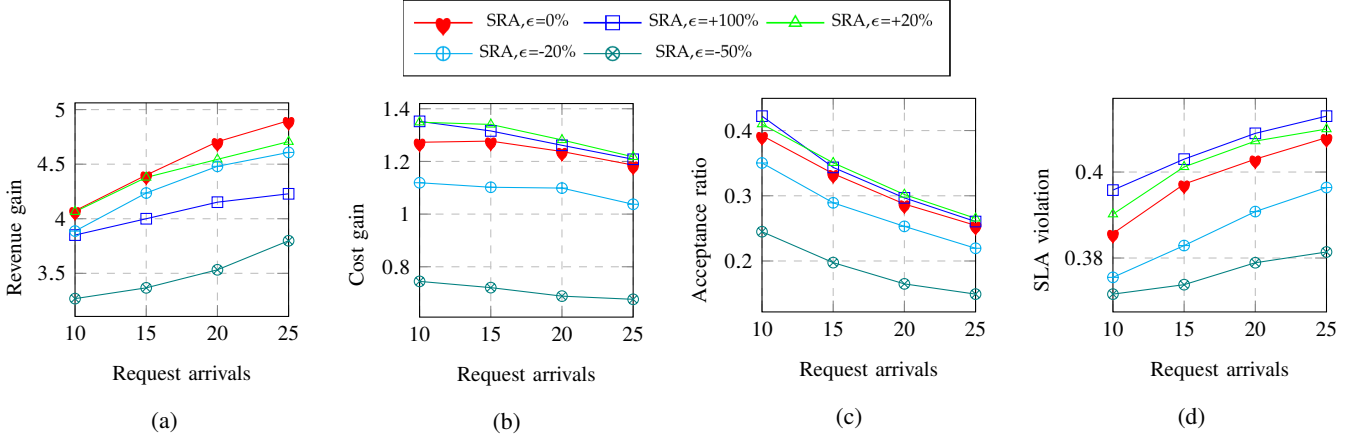 SRA,ϵ=0% SRA,ϵ=+100% SRA,ϵ=+20%
SRA,ϵ=-20% SRA,ϵ=-50%
Revenue gain
5
4.5
4
3.5
10 15 20 25
Request arrivals
(a)
Cost gain
1.4
1.2
1
0.8
10 15 20 25
Request arrivals
(b)
Acceptance ratio
0.4
0.3
0.2
10 15 20 25
Request arrivals
(c)
SLA violation
0.4
0.38
10 15 20 25
Request arrivals
(d)